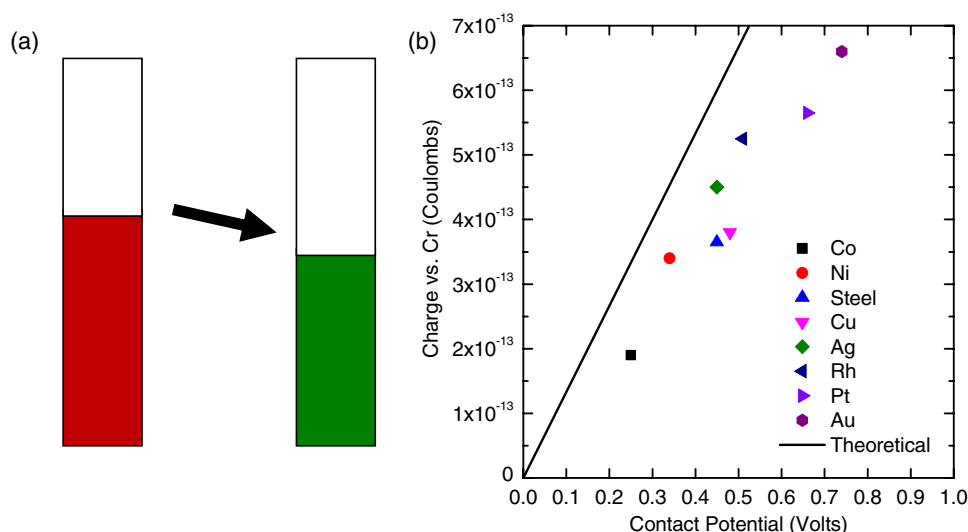 (a)
(b)
Charge vs. Cr (Coulombs)
7x10⁻¹³
6x10⁻¹³
5x10⁻¹³
4x10⁻¹³
3x10⁻¹³
2x10⁻¹³
1x10⁻¹³
0
Co
Ni
Steel
Cu
Ag
Rh
Pt
Au
Theoretical
0.0 0.1 0.2 0.3 0.4 0.5 0.6 0.7 0.8 0.9 1.0
Contact Potential (Volts)